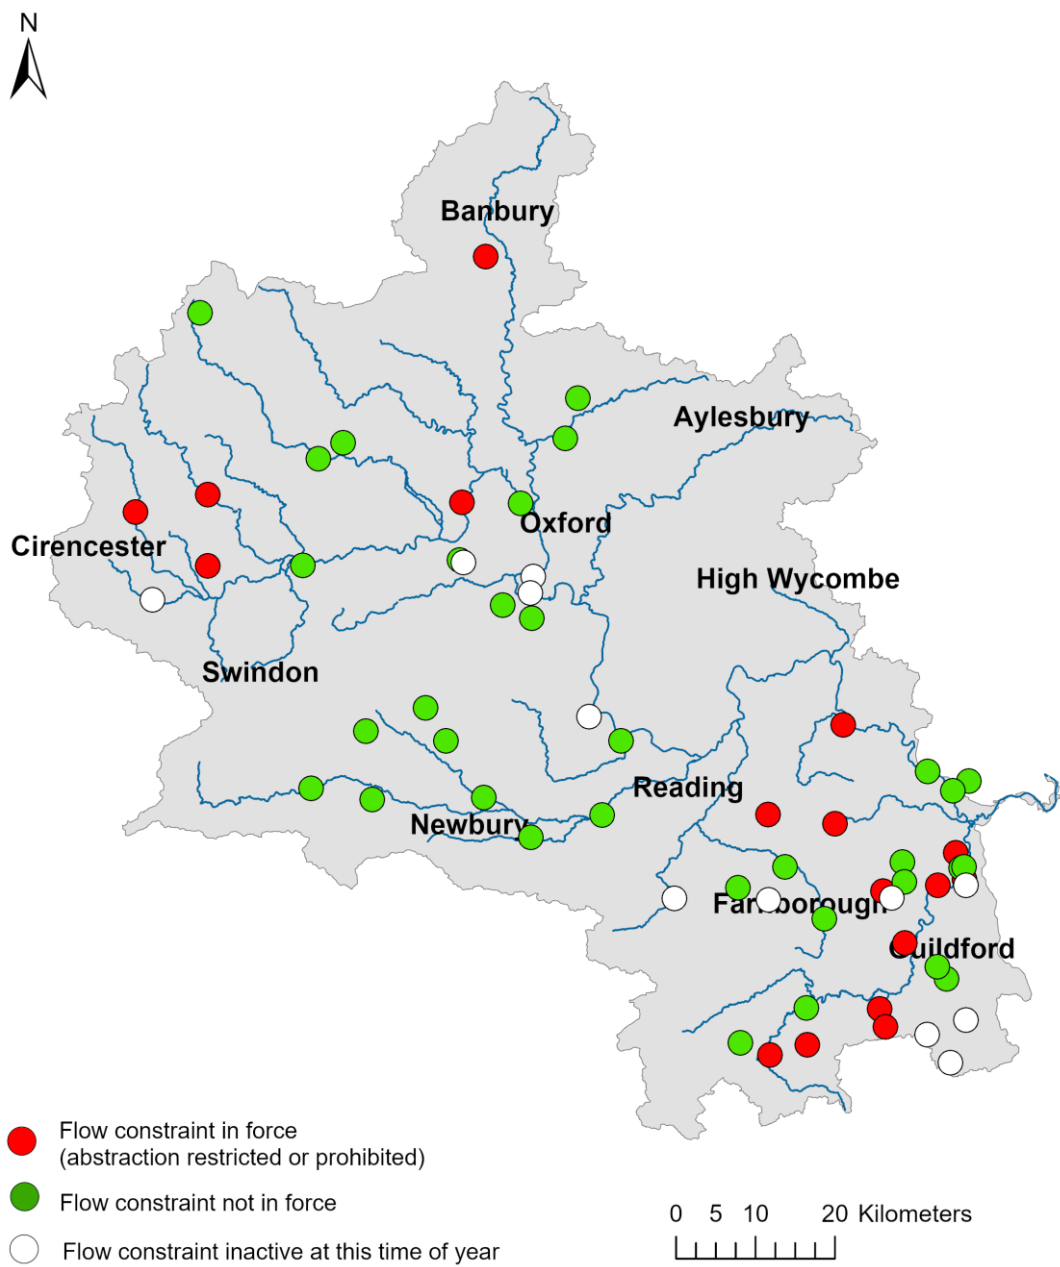 N
Banbury
Aylesbury
Oxford
Cirencester
High Wycombe
Swindon
Reading
Newbury
Farnborough
Guildford
Flow constraint in force
(abstraction restricted or prohibited)
Flow constraint not in force
Flow constraint inactive at this time of year
0 5 10 20 Kilometers